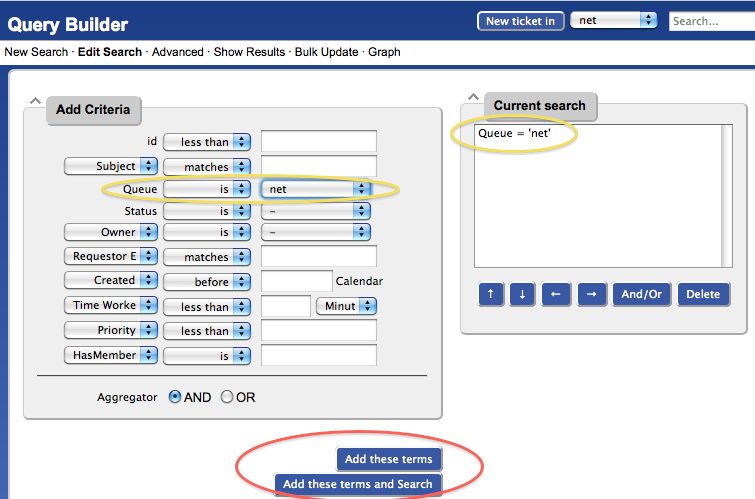 Query Builder
New ticket in net Search...
New Search · Edit Search · Advanced · Show Results · Bulk Update · Graph
Add Criteria
id less than
Subject matches
Queue is net
Status is -
Owner is -
Requestor E matches
Created before Calendar
Time Worke less than Minut
Priority less than
HasMember is
Aggregator AND OR
Add these terms
Add these terms and Search
Current search
Queue = 'net'
↑ ↓ ← → And/Or Delete